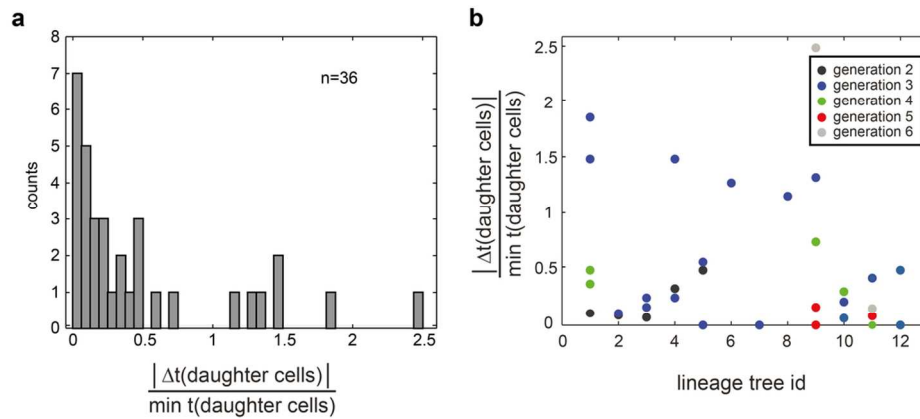 a
8
7
6
5
4
3
2
1
0
counts
n=36
0 0.5 1 1.5 2 2.5
|Δt(daughter cells)|
min t(daughter cells)
b
2.5
2
1.5
1
0.5
0
|Δt(daughter cells)|
min t(daughter cells)
generation 2
generation 3
generation 4
generation 5
generation 6
0 2 4 6 8 10 12
lineage tree id